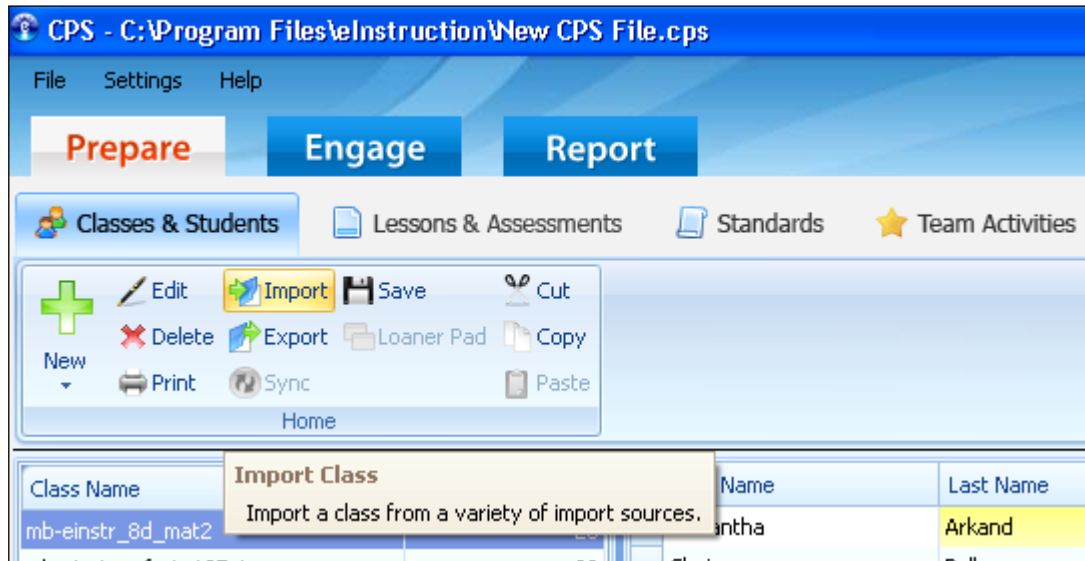 CPS - C:\Program Files\eInstruction\New CPS File.cps
File Settings Help
Prepare Engage Report
Classes & Students Lessons & Assessments Standards Team Activities
New Edit Import Save Cut
Delete Export Loaner Pad Copy
Print Sync Paste
Home
Import Class
Import a class from a variety of import sources.
Class Name Name Last Name
mb-einstr_8d_mat2 antha Arkand